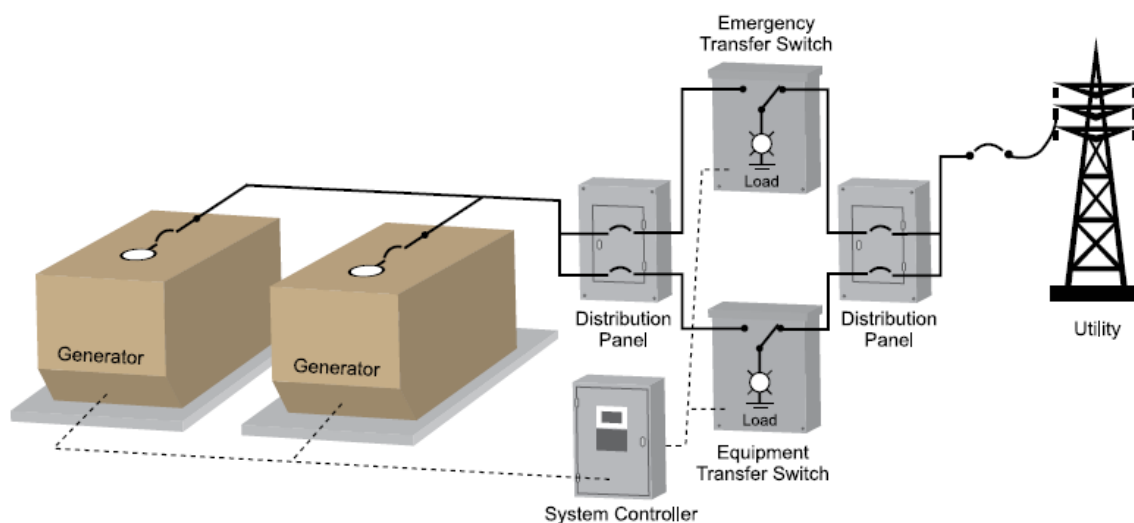 Emergency
Transfer Switch
Load
Generator
Generator
Distribution
Panel
Distribution
Panel
Utility
Load
Equipment
Transfer Switch
System Controller